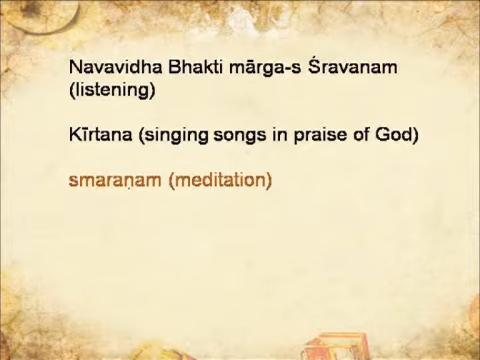 Navavidha Bhakti mārga-s Śravanam
(listening)
Kīrtana (singing songs in praise of God)
smaraṇam (meditation)